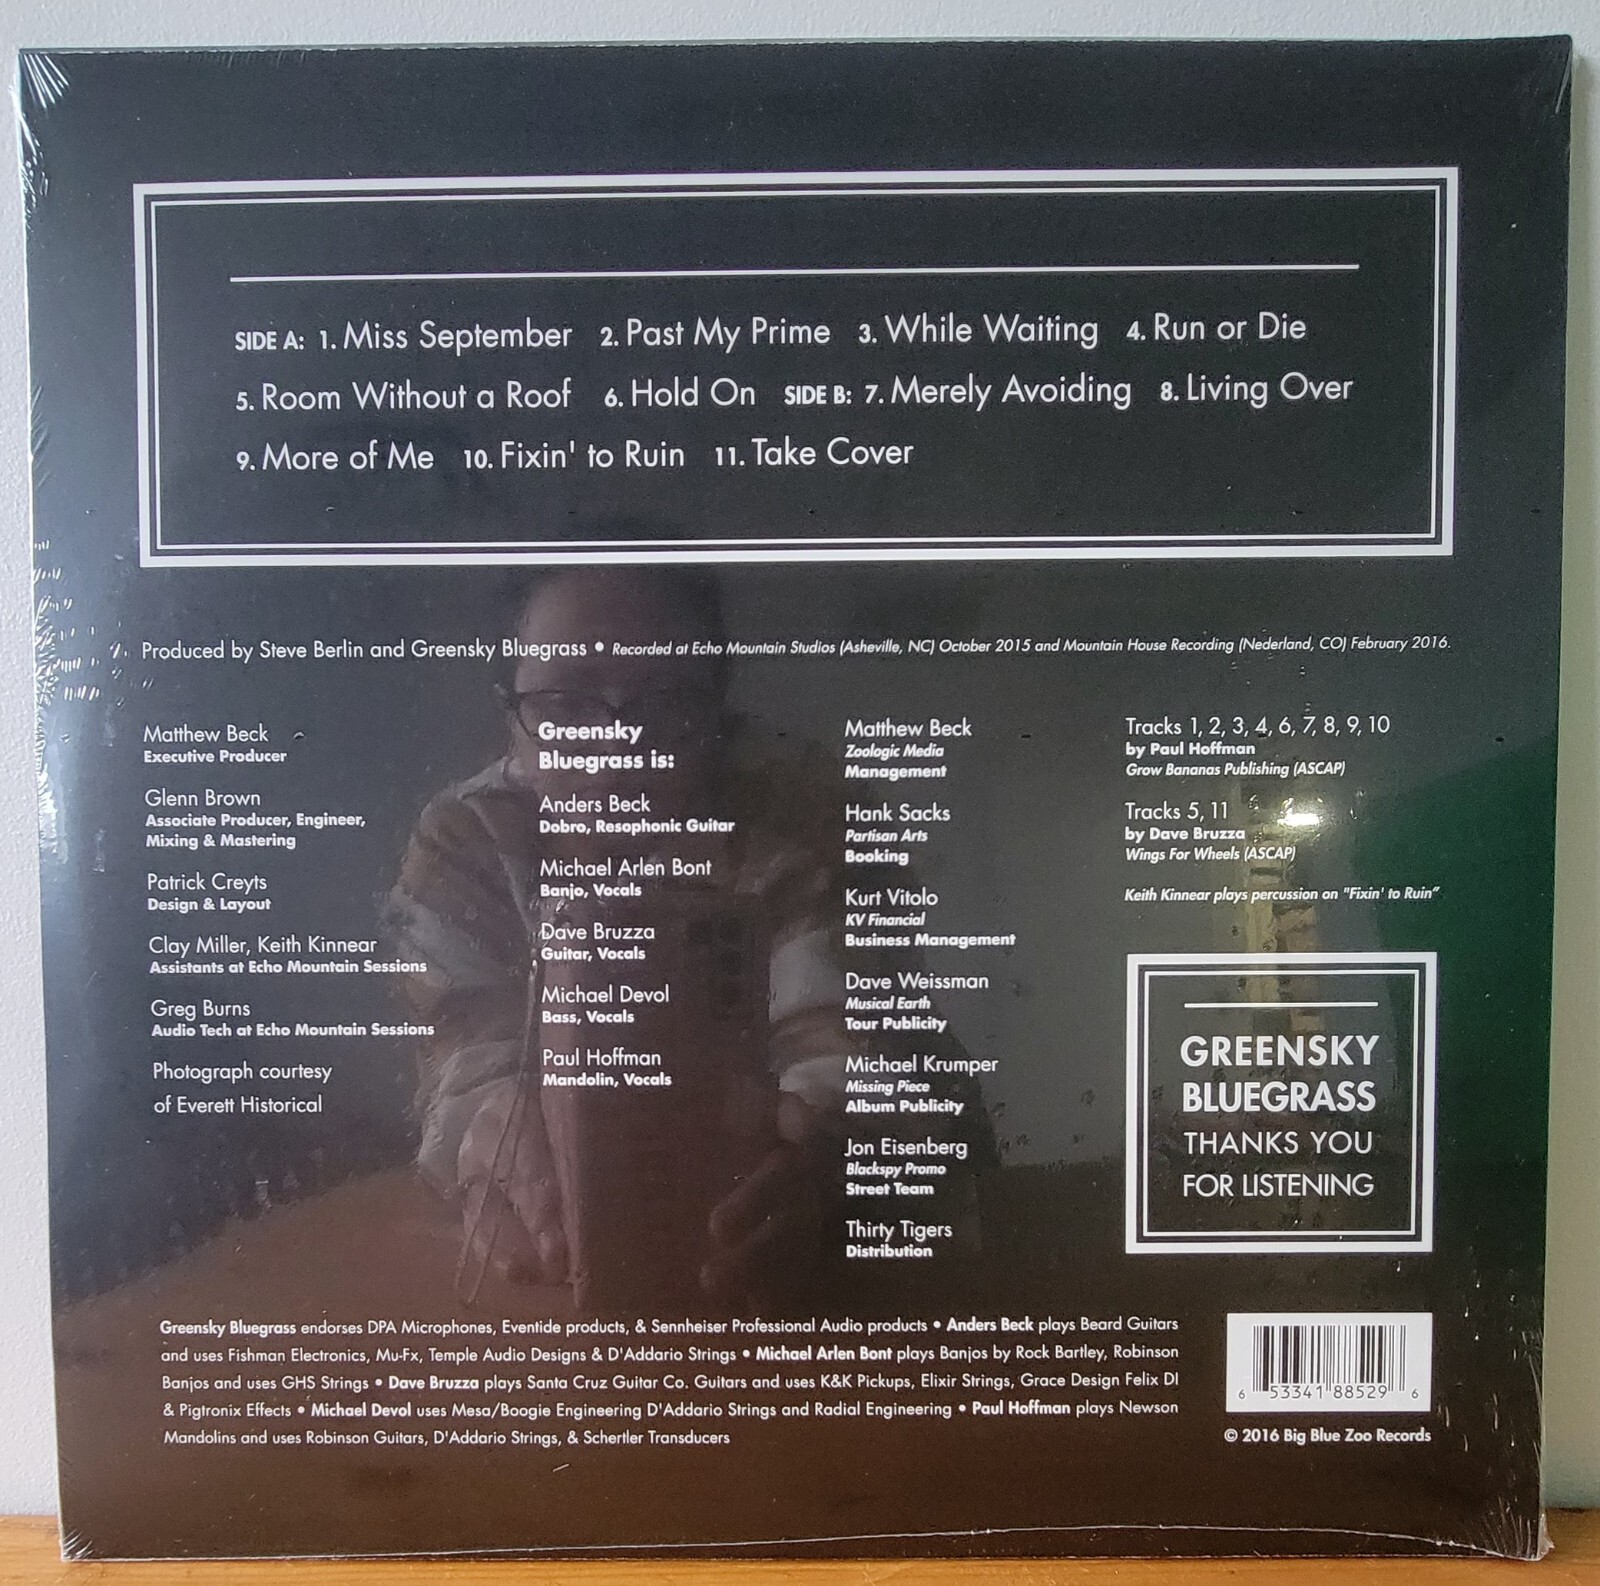 SIDE A: 1. Miss September 2. Past My Prime 3. While Waiting 4. Run or Die
5. Room Without a Roof 6. Hold On SIDE B: 7. Merely Avoiding 8. Living Over
9. More of Me 10. Fixin' to Ruin 11. Take Cover
Produced by Steve Berlin and Greensky Bluegrass • Recorded at Echo Mountain Studios (Asheville, NC) October 2015 and Mountain House Recording (Nederland, CO) February 2016.
Matthew Beck
Executive Producer
Glenn Brown
Associate Producer, Engineer,
Mixing & Mastering
Patrick Creyts
Design & Layout
Clay Miller, Keith Kinnear
Assistants at Echo Mountain Sessions
Greg Burns
Audio Tech at Echo Mountain Sessions
Photograph courtesy
of Everett Historical
Greensky
Bluegrass is:
Anders Beck
Dobro, Resophonic Guitar
Michael Arlen Bont
Banjo, Vocals
Dave Bruzza
Guitar, Vocals
Michael Devol
Bass, Vocals
Paul Hoffman
Mandolin, Vocals
Matthew Beck
Zoologic Media
Management
Hank Sacks
Partisan Arts
Booking
Kurt Vitolo
KV Financial
Business Management
Dave Weissman
Musical Earth
Tour Publicity
Michael Krumper
Missing Piece
Album Publicity
Jon Eisenberg
Blackspy Promo
Street Team
Thirty Tigers
Distribution
Tracks 1, 2, 3, 4, 6, 7, 8, 9, 10
by Paul Hoffman
Grow Bananas Publishing (ASCAP)
Tracks 5, 11
by Dave Bruzza
Wings For Wheels (ASCAP)
Keith Kinnear plays percussion on "Fixin' to Ruin"
GREENSKY
BLUEGRASS
THANKS YOU
FOR LISTENING
Greensky Bluegrass endorses DPA Microphones, Eventide products, & Sennheiser Professional Audio products • Anders Beck plays Beard Guitars
and uses Fishman Electronics, Mu-Fx, Temple Audio Designs & D'Addario Strings • Michael Arlen Bont plays Banjos by Rock Bartley, Robinson
Banjos and uses GHS Strings • Dave Bruzza plays Santa Cruz Guitar Co. Guitars and uses K&K Pickups, Elixir Strings, Grace Design Felix DI
& Pigtronix Effects • Michael Devol uses Mesa/Boogie Engineering D'Addario Strings and Radial Engineering • Paul Hoffman plays Newson
Mandolins and uses Robinson Guitars, D'Addario Strings, & Schertler Transducers
6 53341 88529 6
© 2016 Big Blue Zoo Records